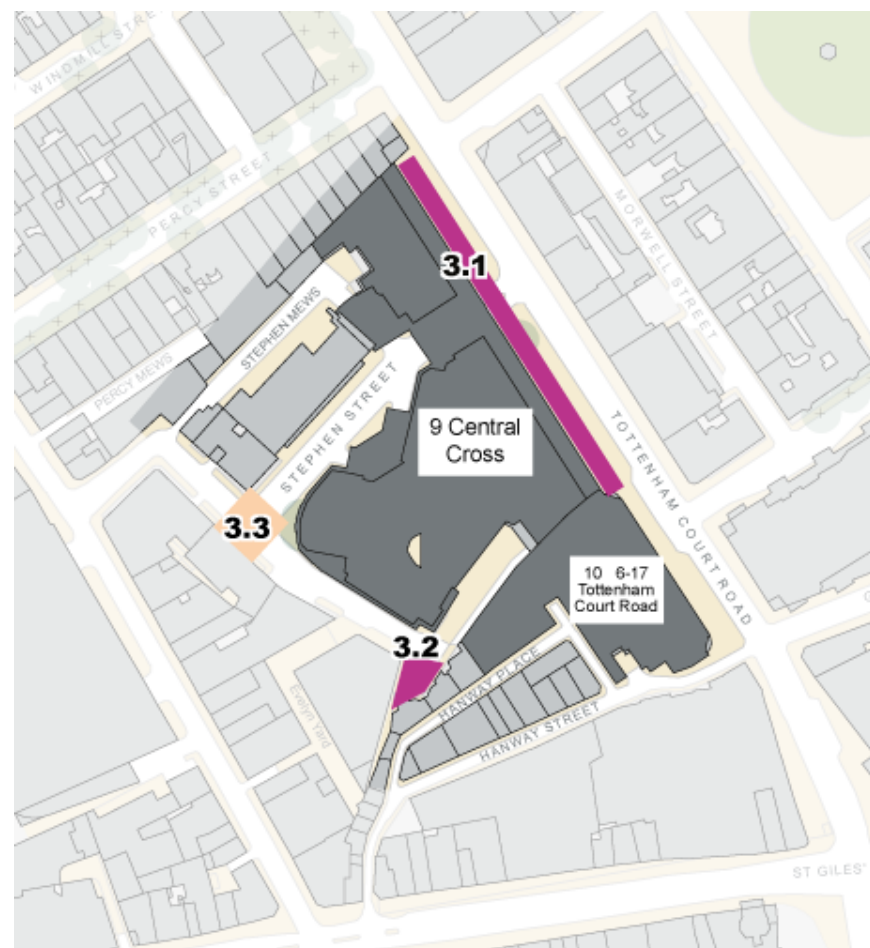 WINDMILL STREET
PERCY STREET
MORWELL STREET
3.1
STEPHEN MEWS
PERCY MEWS
STEPHEN STREET
9 Central
Cross
TOTTENHAM COURT ROAD
3.3
10 6-17
Tottenham
Court Road
3.2
HANWAY PLACE
HANWAY STREET
Evelyn Yard
ST GILES'